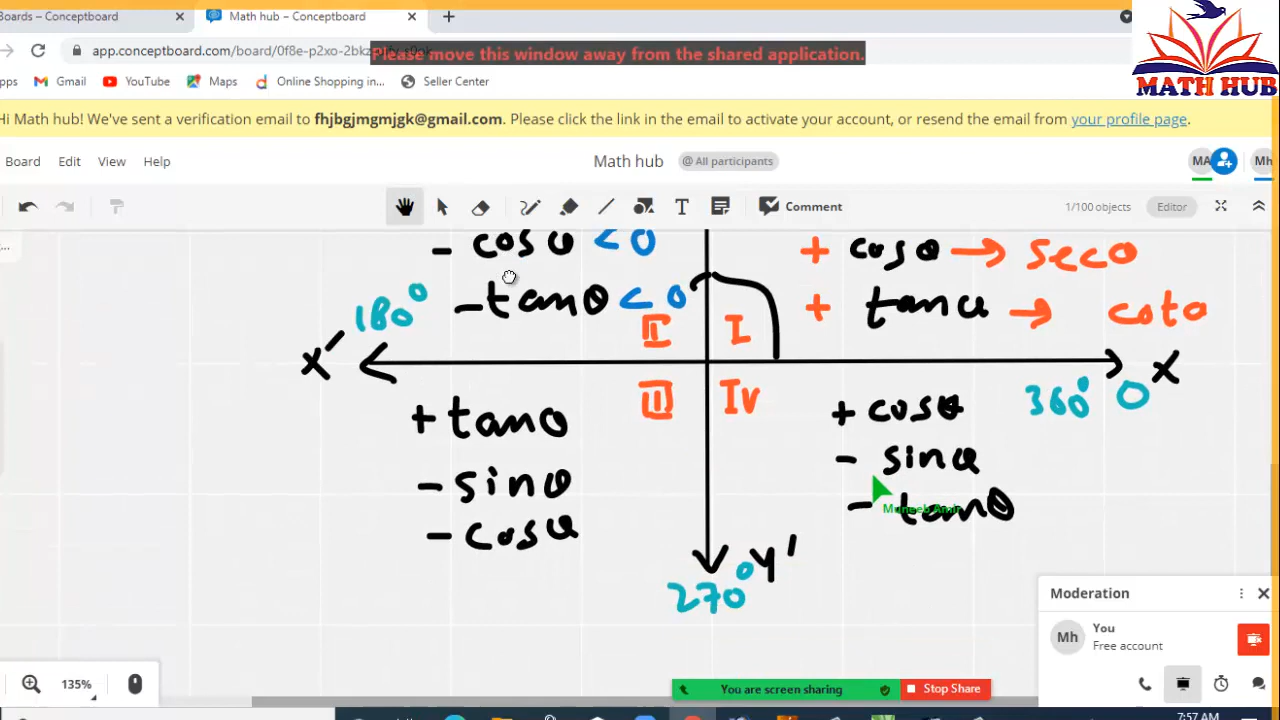 Boards – Conceptboard
Math hub – Conceptboard
app.conceptboard.com/board/0f8e-p2xo-2bkz
Please move this window away from the shared application.
MATH HUB
Gmail
YouTube
Maps
Online Shopping in...
Seller Center
Hi Math hub! We've sent a verification email to fhjbgjmgmjgk@gmail.com. Please click the link in the email to activate your account, or resend the email from your profile page.
Board Edit View Help
Math hub
@ All participants
MA
Mh
T
Comment
1/100 objects
Editor
- cosθ < 0
+ cosθ → secθ
180° - tanθ < 0
+ tanθ → cotθ
II I
X' X
III IV
360° 0
+ tanθ
+ cosθ
- sinθ
- sinθ
- cosθ
- tanθ
Muneeb Amir
Y'
270°
Moderation
Mh
You
Free account
135%
You are screen sharing
Stop Share
7:57 AM